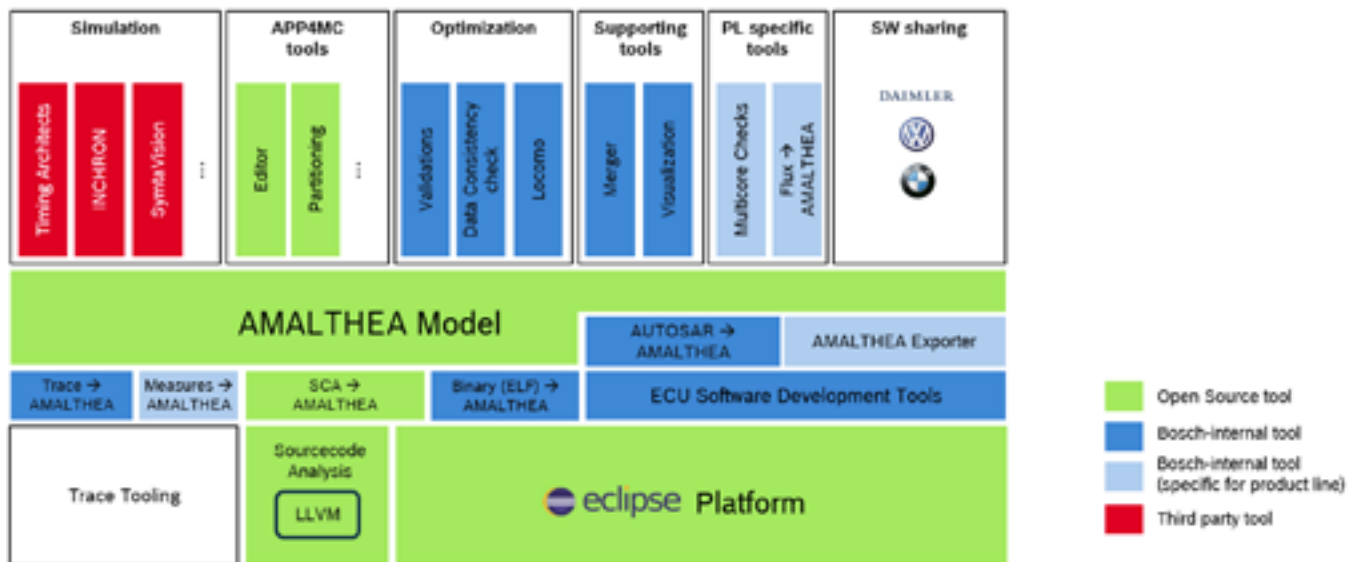 Simulation
APP4MC
tools
Optimization
Supporting
tools
PL specific
tools
SW sharing
Timing Architects
INCHRON
SymtaVision
...
Editor
Partitioning
...
Validations
Data Consistency
check
Locomo
Merger
Visualization
Multicore Checks
Flux →
AMALTHEA
DAIMLER
AMALTHEA Model
AUTOSAR →
AMALTHEA
AMALTHEA Exporter
Trace →
AMALTHEA
Measures →
AMALTHEA
SCA →
AMALTHEA
Binary (ELF) →
AMALTHEA
ECU Software Development Tools
Trace Tooling
Sourcecode
Analysis
LLVM
eclipse Platform
Open Source tool
Bosch-internal tool
Bosch-internal tool
(specific for product line)
Third party tool